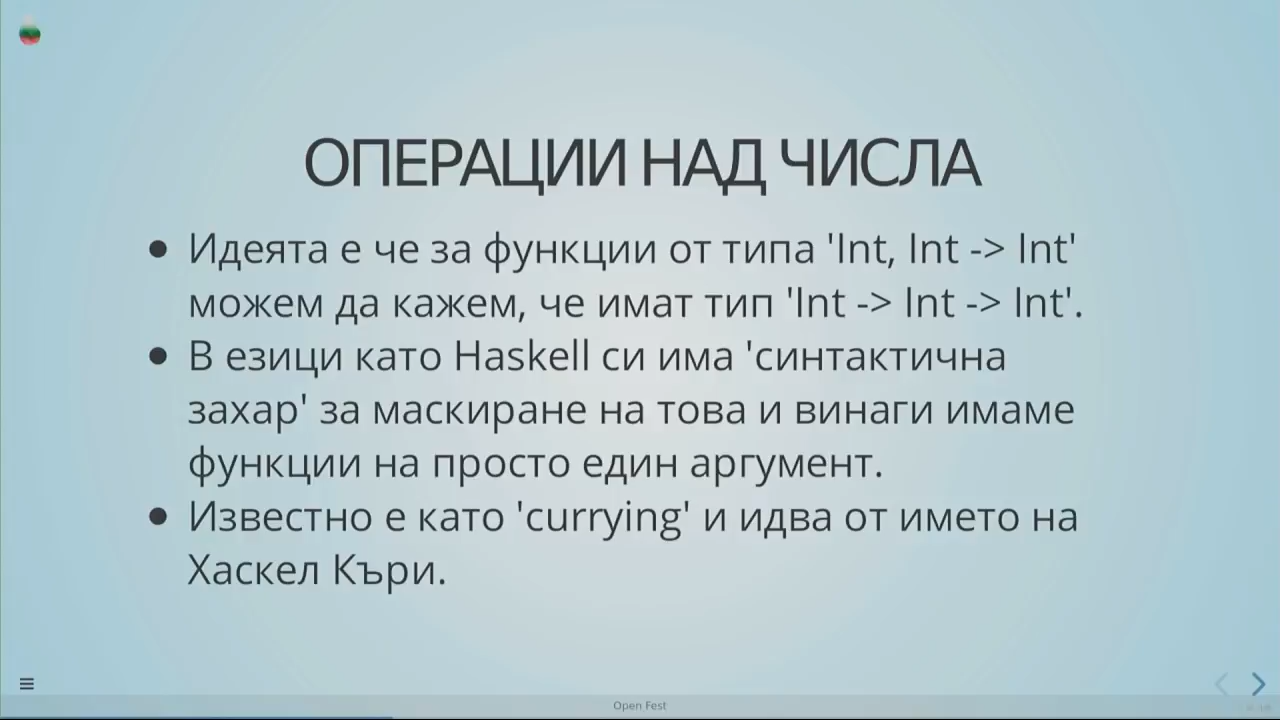 ОПЕРАЦИИ НАД ЧИСЛА
● Идеята е че за функции от типа 'Int, Int -> Int'
можем да кажем, че имат тип 'Int -> Int -> Int'.
● В езици като Haskell си има 'синтактична
захар' за маскиране на това и винаги имаме
функции на просто един аргумент.
● Известно е като 'currying' и идва от името на
Хаскел Къри.
Open Fest